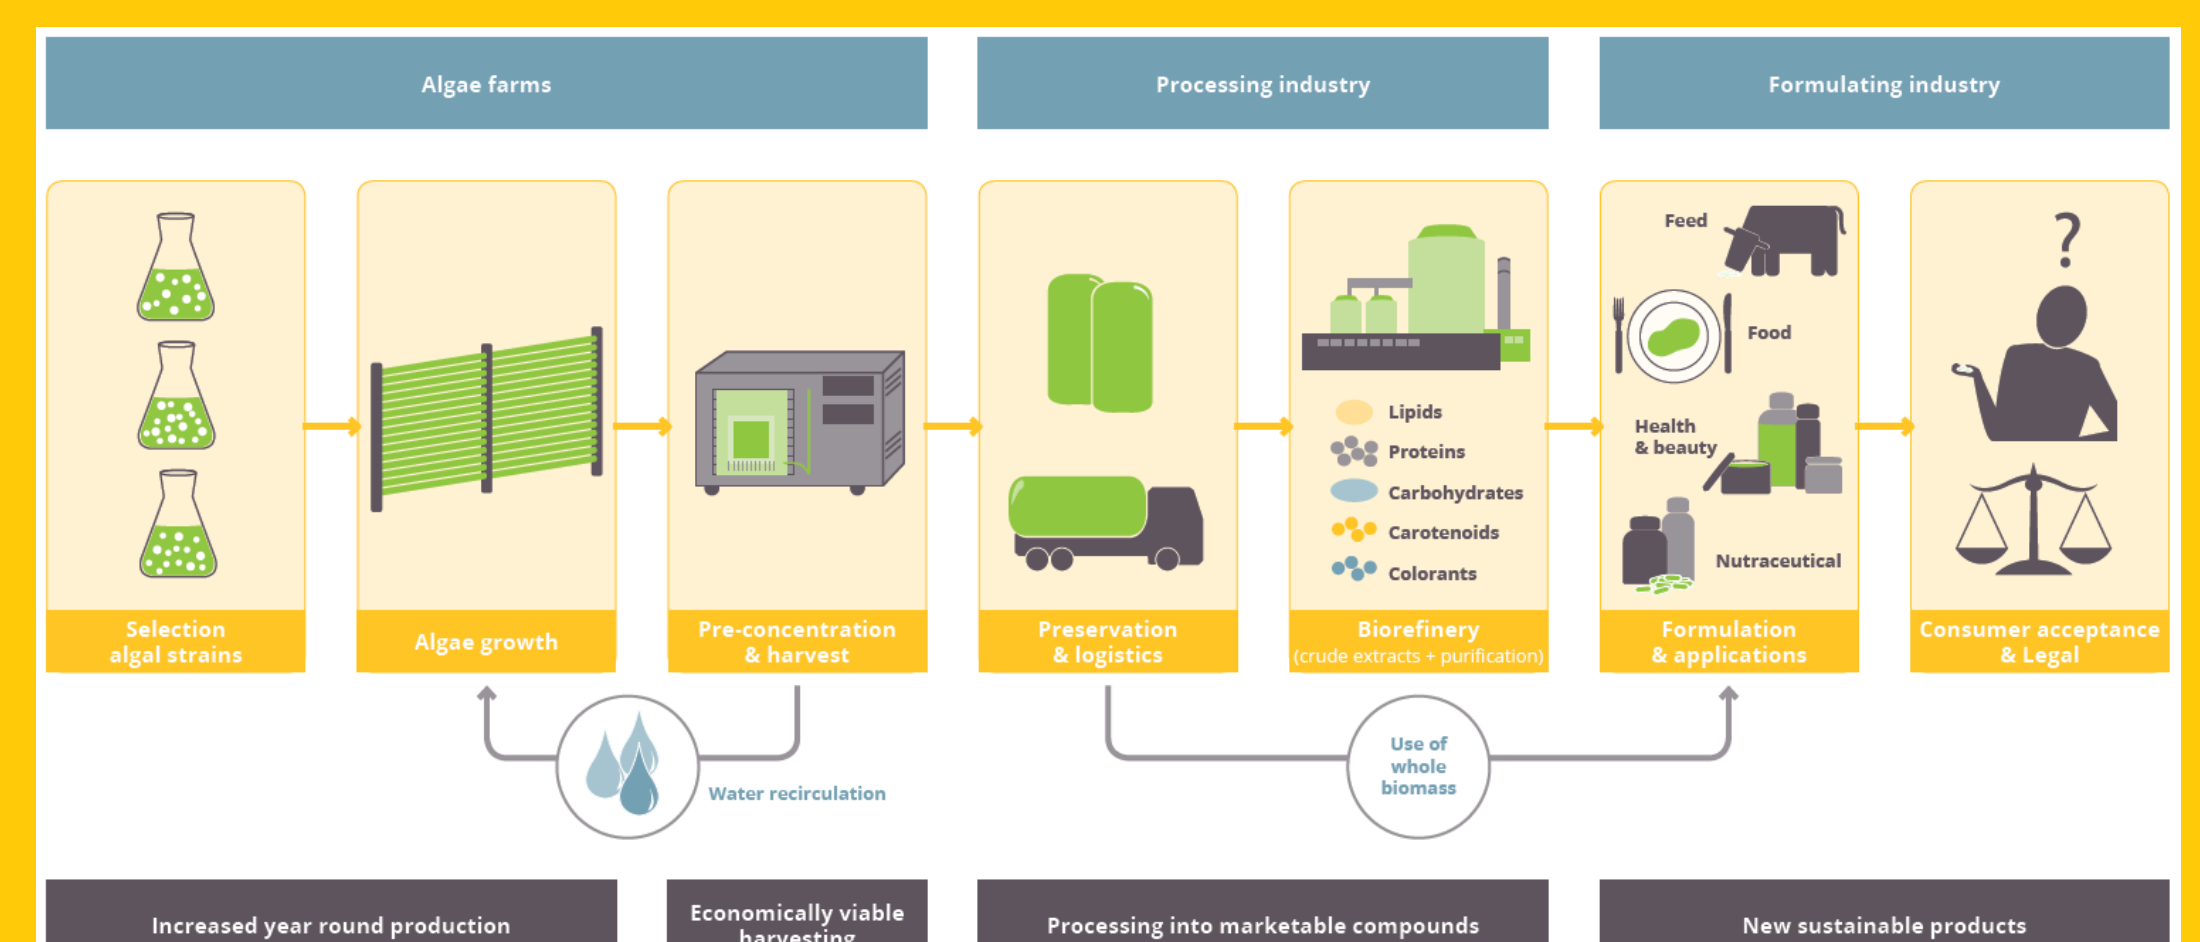 Algae farms
Processing industry
Formulating industry
Feed
Food
Health
& beauty
Nutraceutical
?
Lipids
Proteins
Carbohydrates
Carotenoids
Colorants
Selection
algal strains
Algae growth
Pre-concentration
& harvest
Preservation
& logistics
Biorefinery
(crude extracts + purification)
Formulation
& applications
Consumer acceptance
& Legal
Water recirculation
Use of
whole
biomass
Increased year round production
Economically viable
harvesting
Processing into marketable compounds
New sustainable products